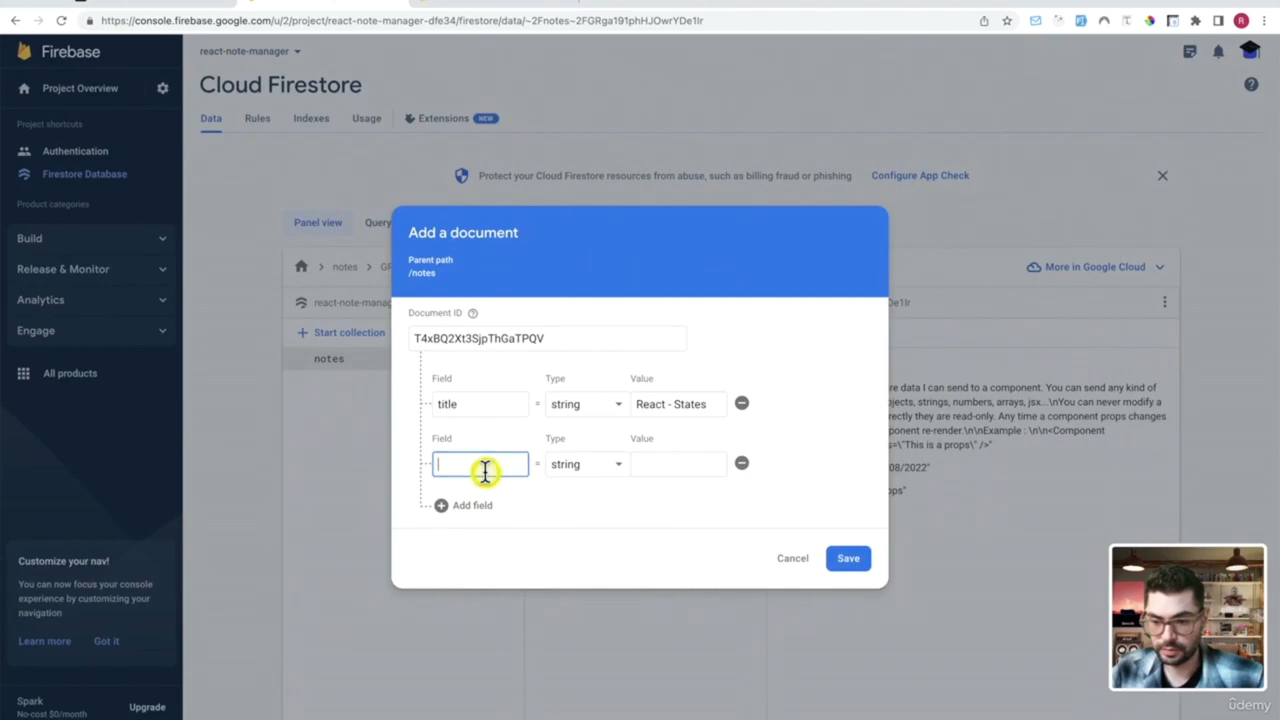 https://console.firebase.google.com/u/2/project/react-note-manager-dfe34/firestore/data/~2Fnotes~2FGRga191phHJOwrYDe1lr
R
Firebase
react-note-manager
Project Overview
Cloud Firestore
Project shortcuts
Data Rules Indexes Usage Extensions NEW
Authentication
Firestore Database
Protect your Cloud Firestore resources from abuse, such as billing fraud or phishing Configure App Check
Product categories
Build
Release & Monitor
Analytics
Engage
All products
Panel view Query
notes
More in Google Cloud
react-note-manag
De1lr
Start collection
notes
Add a document
Parent path
/notes
Document ID
T4xBQ2Xt3SjpThGaTPQV
Field Type Value
title = string React - States
Field Type Value
= string
Add field
Cancel Save
re data I can send to a component. You can send any kind of
bjects, strings, numbers, arrays, jsx...\nYou can never modify a
rectly they are read-only. Any time a component props changes
ponent re-render.\n\nExample : \n\n<Component
s=\"This is a props\" />"
08/2022"
ops"
Customize your nav!
You can now focus your console
experience by customizing your
navigation
Learn more Got it
Spark
No-cost $0/month
Upgrade
ûdemy